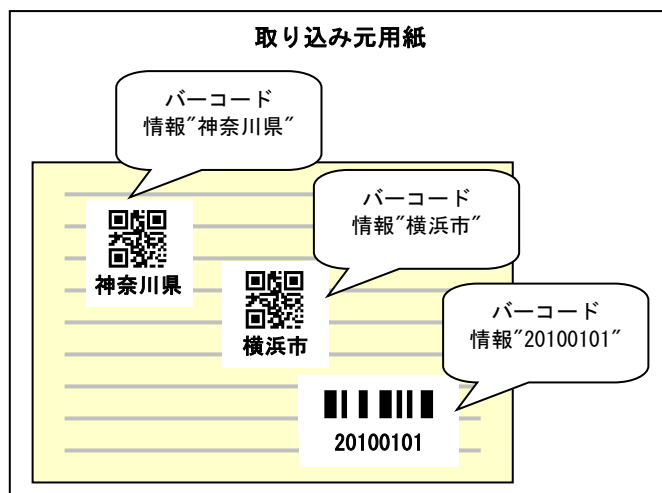 取り込み元用紙
バーコード
情報"神奈川県"
バーコード
情報"横浜市"
神奈川県
バーコード
情報"20100101"
横浜市
20100101